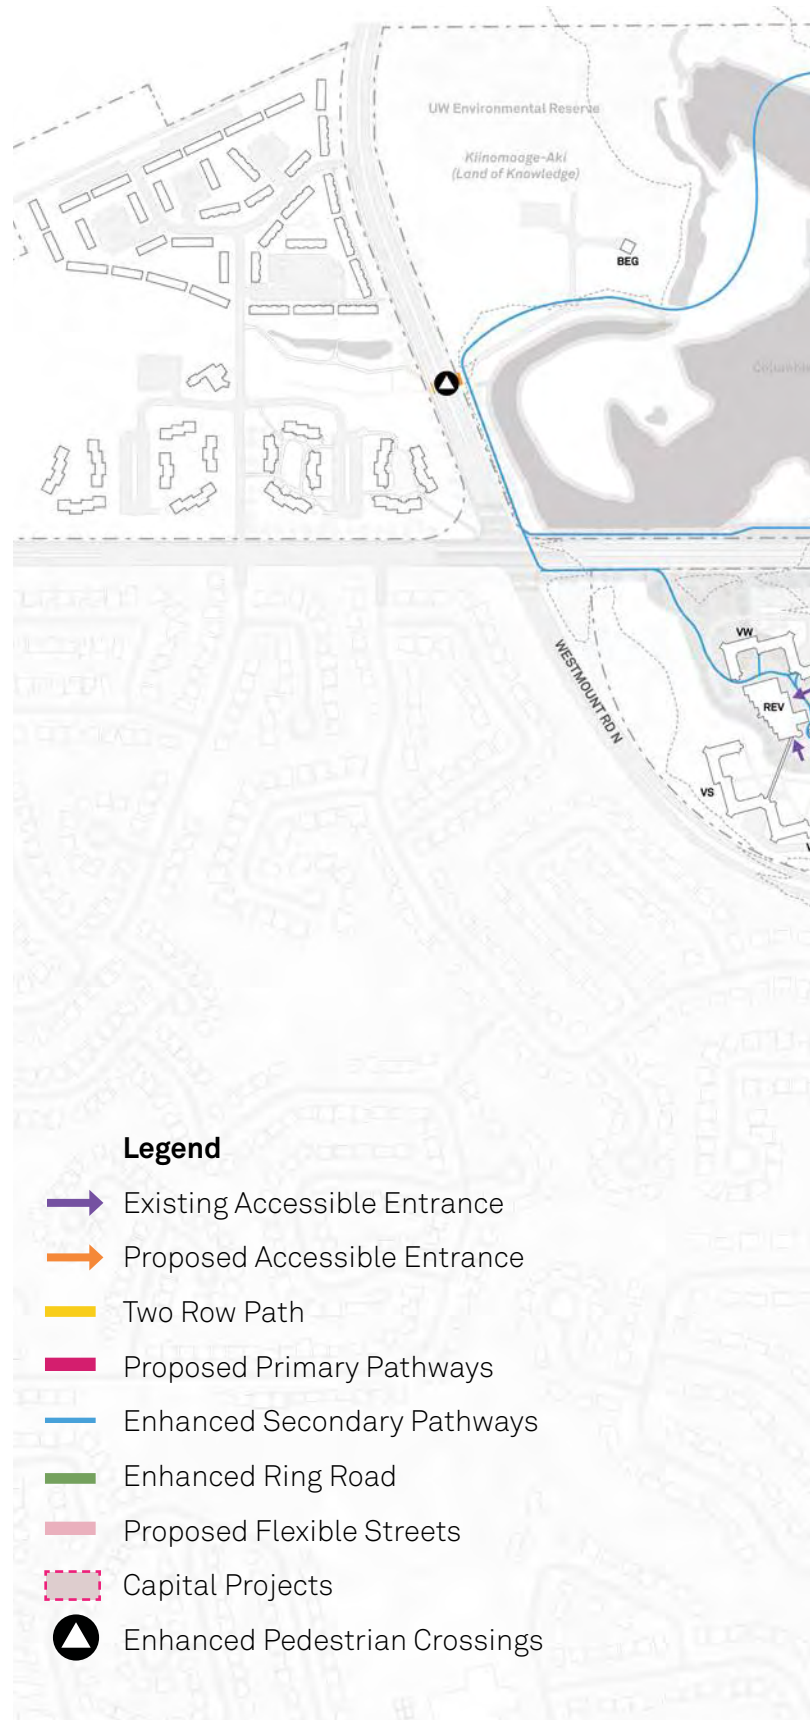 UW Environmental Reserve
Kiinomaage-Aki
(Land of Knowledge)
BEG
WESTMOUNT RD N
VW
REV
VS
Legend
Existing Accessible Entrance
Proposed Accessible Entrance
Two Row Path
Proposed Primary Pathways
Enhanced Secondary Pathways
Enhanced Ring Road
Proposed Flexible Streets
Capital Projects
Enhanced Pedestrian Crossings